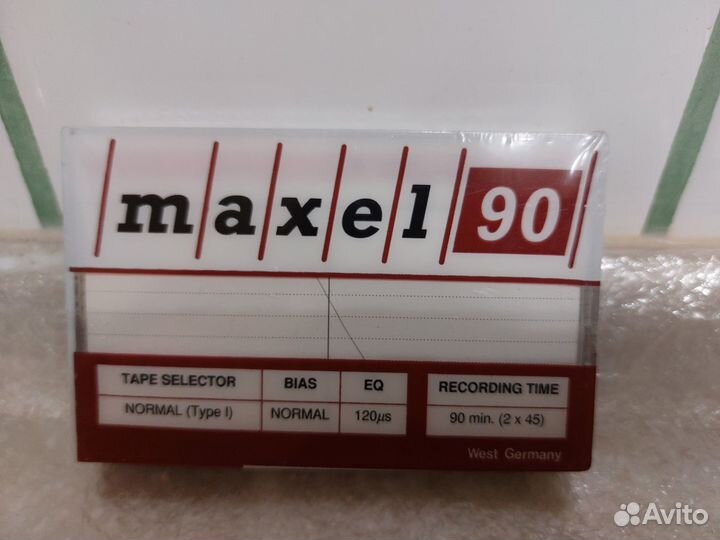 maxel 90
TAPE SELECTOR BIAS EQ RECORDING TIME
NORMAL (Type I) NORMAL 120µs 90 min. (2 x 45)
West Germany
Avito